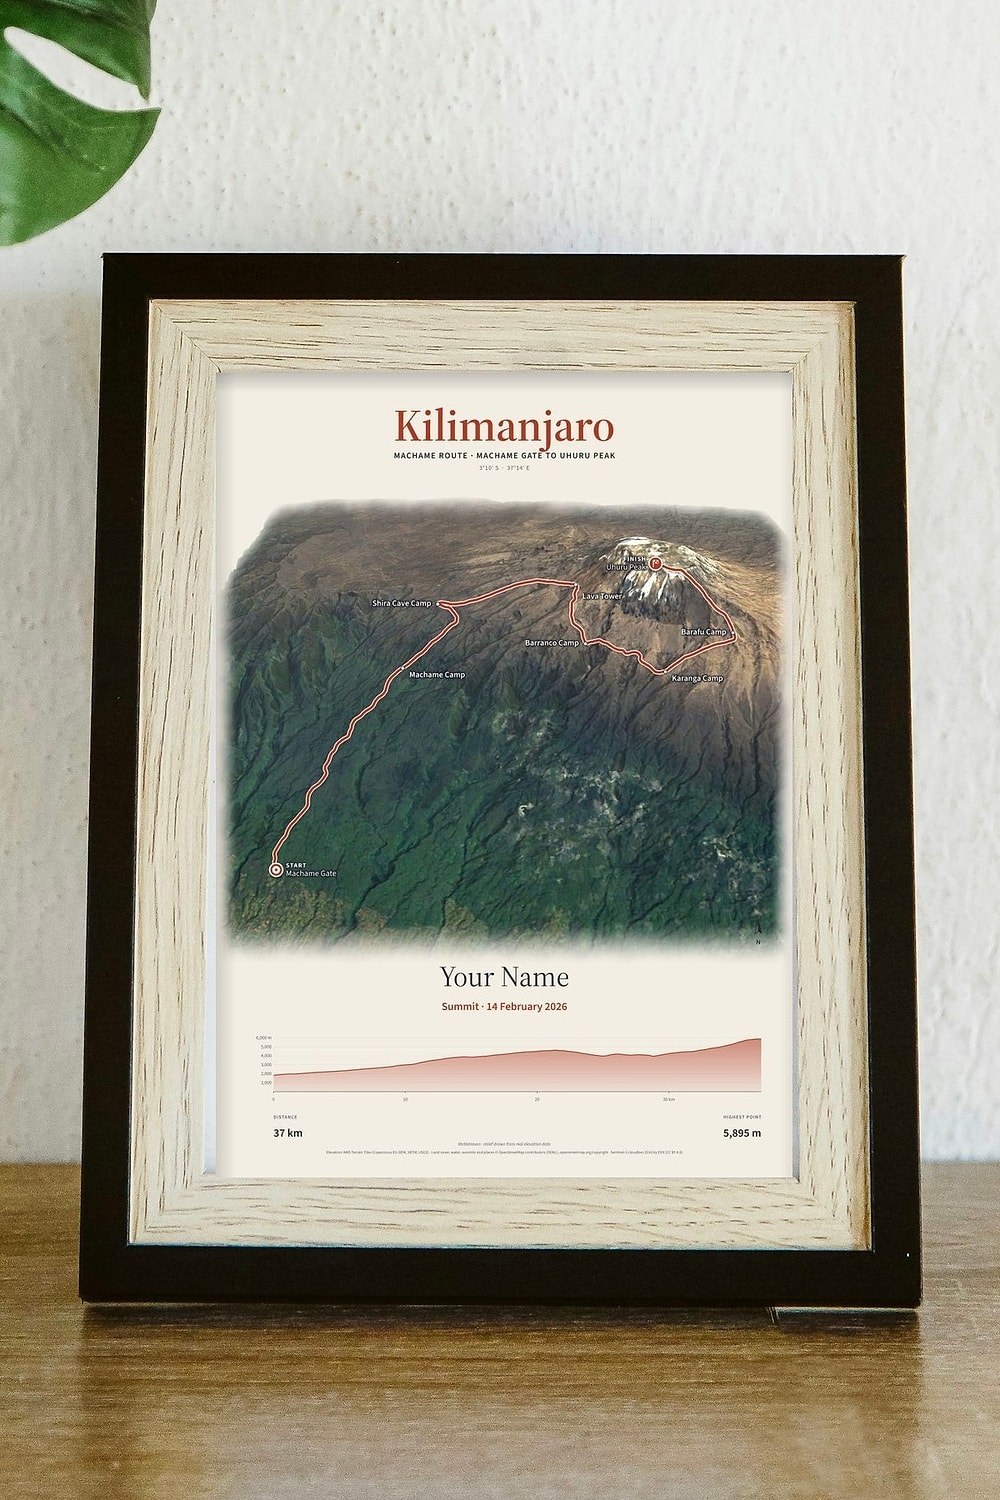 Kilimanjaro
MACHAME ROUTE · MACHAME GATE TO UHURU PEAK
3°10' S · 37°14' E
FINISH
Uhuru Peak
Lava Tower
Shira Cave Camp
Barafu Camp
Barranco Camp
Machame Camp
Karanga Camp
START
Machame Gate
N
Your Name
Summit · 14 February 2026
6,000 m
5,000
4,000
3,000
2,000
1,000
0
10
20
30 km
DISTANCE
HIGHEST POINT
37 km
5,895 m